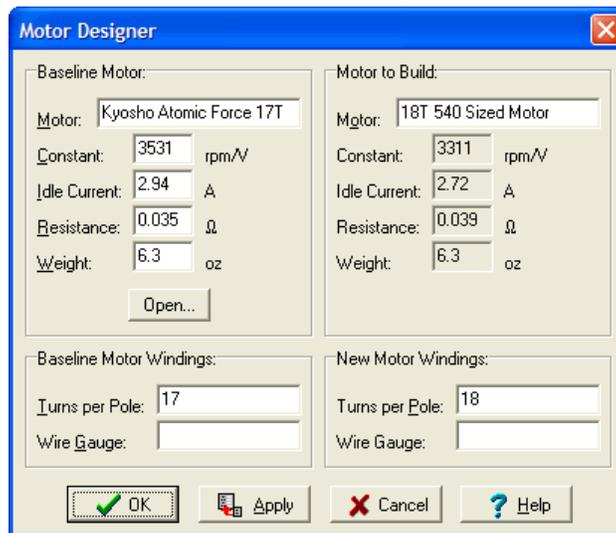 Motor Designer
Baseline Motor:
Motor: Kyosho Atomic Force 17T
Constant: 3531 rpm/V
Idle Current: 2.94 A
Resistance: 0.035 Ω
Weight: 6.3 oz
Open...
Motor to Build:
Motor: 18T 540 Sized Motor
Constant: 3311 rpm/V
Idle Current: 2.72 A
Resistance: 0.039 Ω
Weight: 6.3 oz
Baseline Motor Windings:
Turns per Pole: 17
Wire Gauge:
New Motor Windings:
Turns per Pole: 18
Wire Gauge:
OK Apply Cancel Help